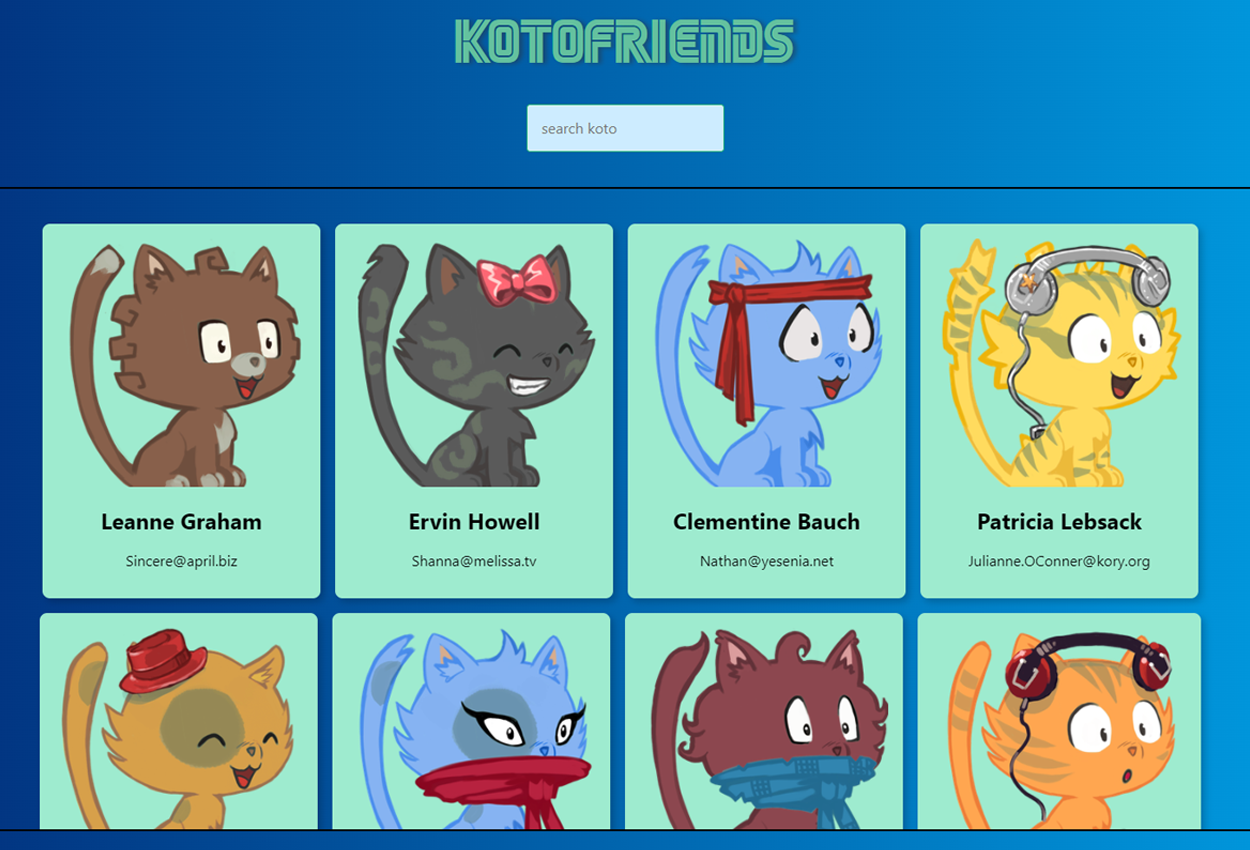 KOTOFRIENDS
search koto
Leanne Graham
Sincere@april.biz
Ervin Howell
Shanna@melissa.tv
Clementine Bauch
Nathan@yesenia.net
Patricia Lebsack
Julianne.OConner@kory.org